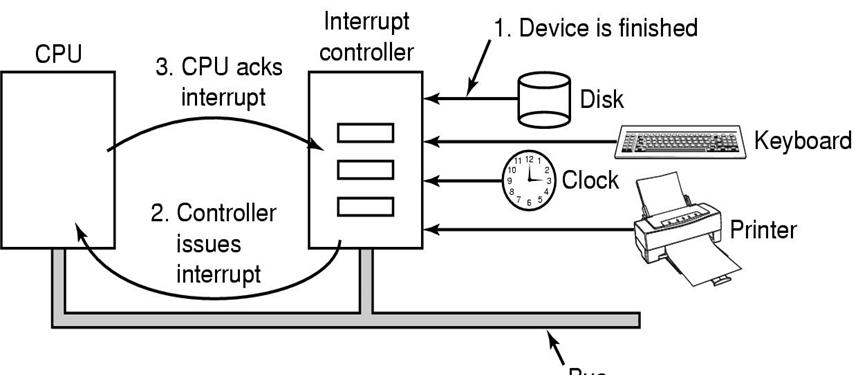 CPU
Interrupt
controller
1. Device is finished
3. CPU acks
interrupt
Disk
Keyboard
11 12 1
10 2
9 3
8 4
7 6 5
Clock
2. Controller
issues
interrupt
Printer
Bus